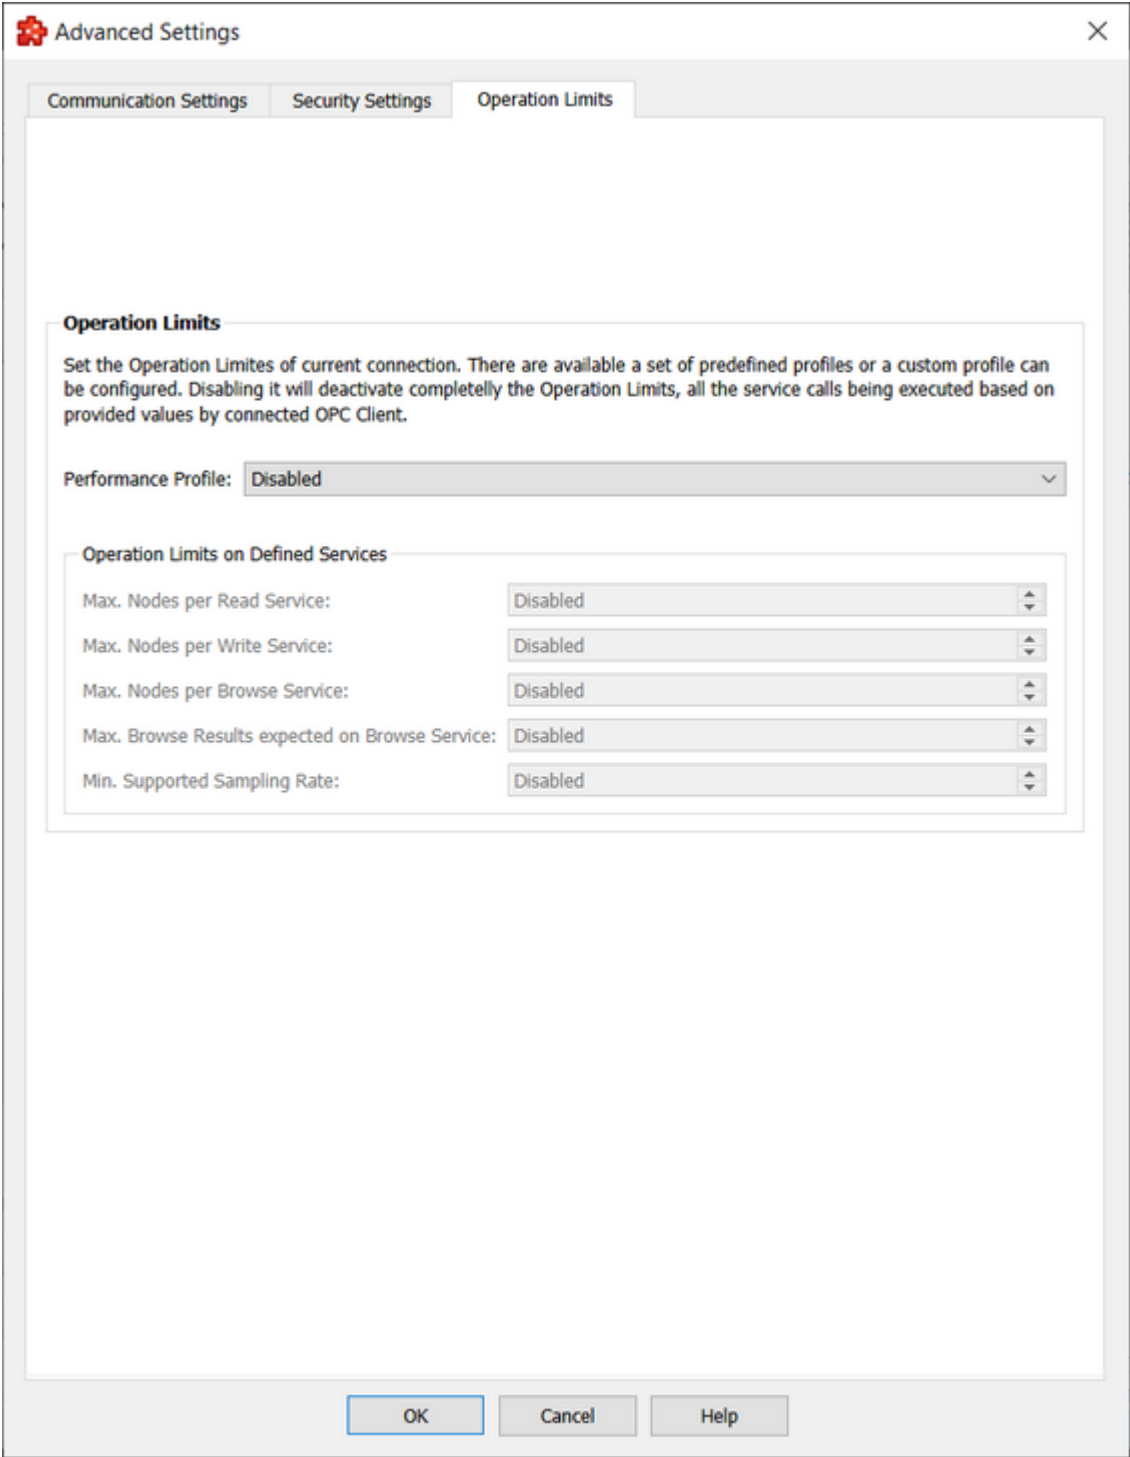 Advanced Settings
Communication Settings
Security Settings
Operation Limits
Operation Limits
Set the Operation Limites of current connection. There are available a set of predefined profiles or a custom profile can
be configured. Disabling it will deactivate completelly the Operation Limits, all the service calls being executed based on
provided values by connected OPC Client.
Performance Profile: Disabled
Operation Limits on Defined Services
Max. Nodes per Read Service: Disabled
Max. Nodes per Write Service: Disabled
Max. Nodes per Browse Service: Disabled
Max. Browse Results expected on Browse Service: Disabled
Min. Supported Sampling Rate: Disabled
OK
Cancel
Help